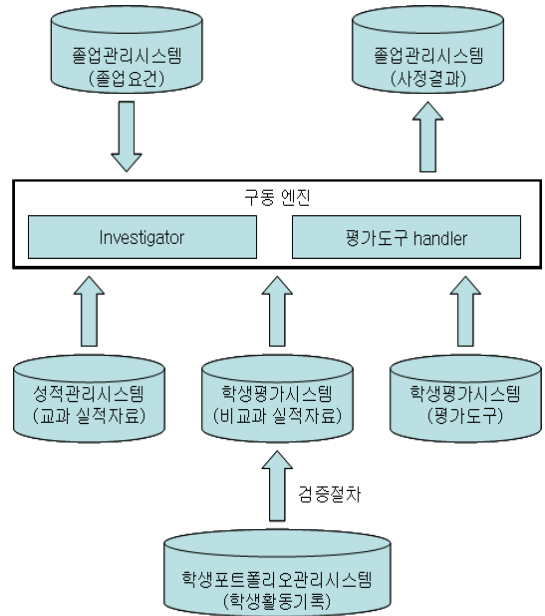 졸업관리시스템
(졸업요건)
졸업관리시스템
(사정결과)
구동 엔진
Investigator
평가도구 handler
성적관리시스템
(교과 실적자료)
학생평가시스템
(비교과 실적자료)
학생평가시스템
(평가도구)
검증절차
학생포트폴리오관리시스템
(학생활동기록)